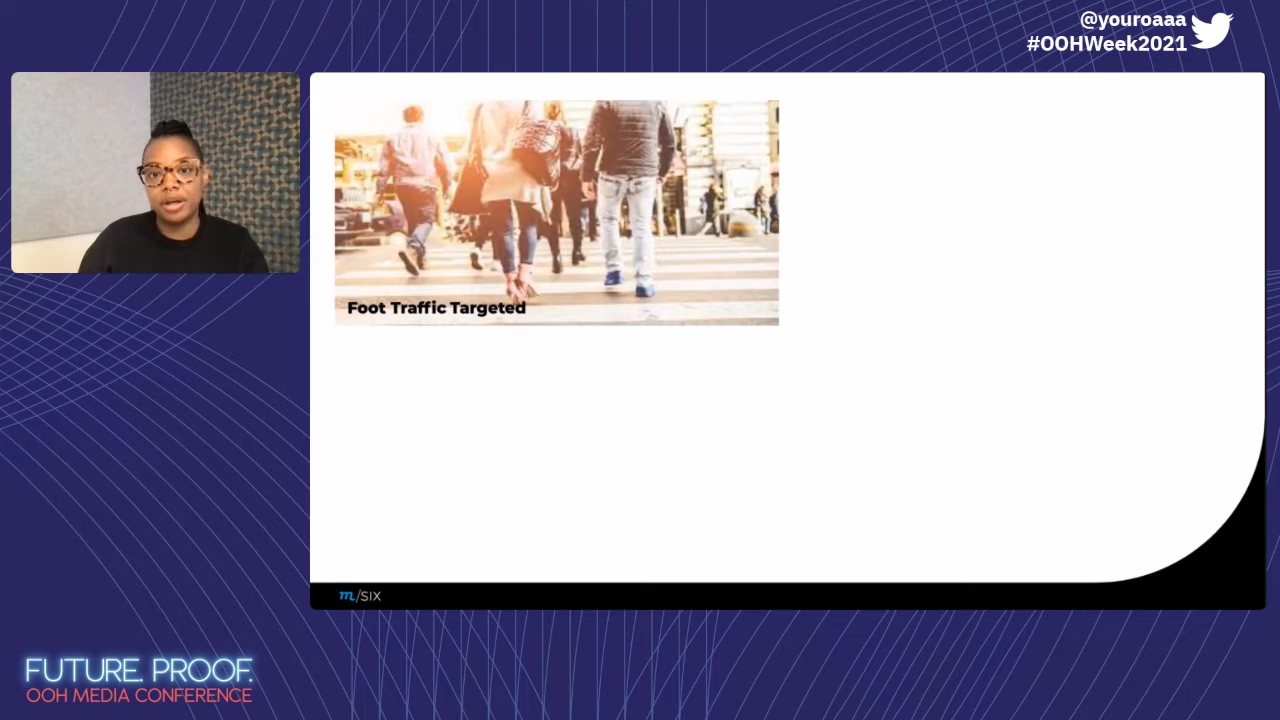 @youroaaa
#OOHWeek2021
Foot Traffic Targeted
m/SIX
FUTURE. PROOF.
OOH MEDIA CONFERENCE